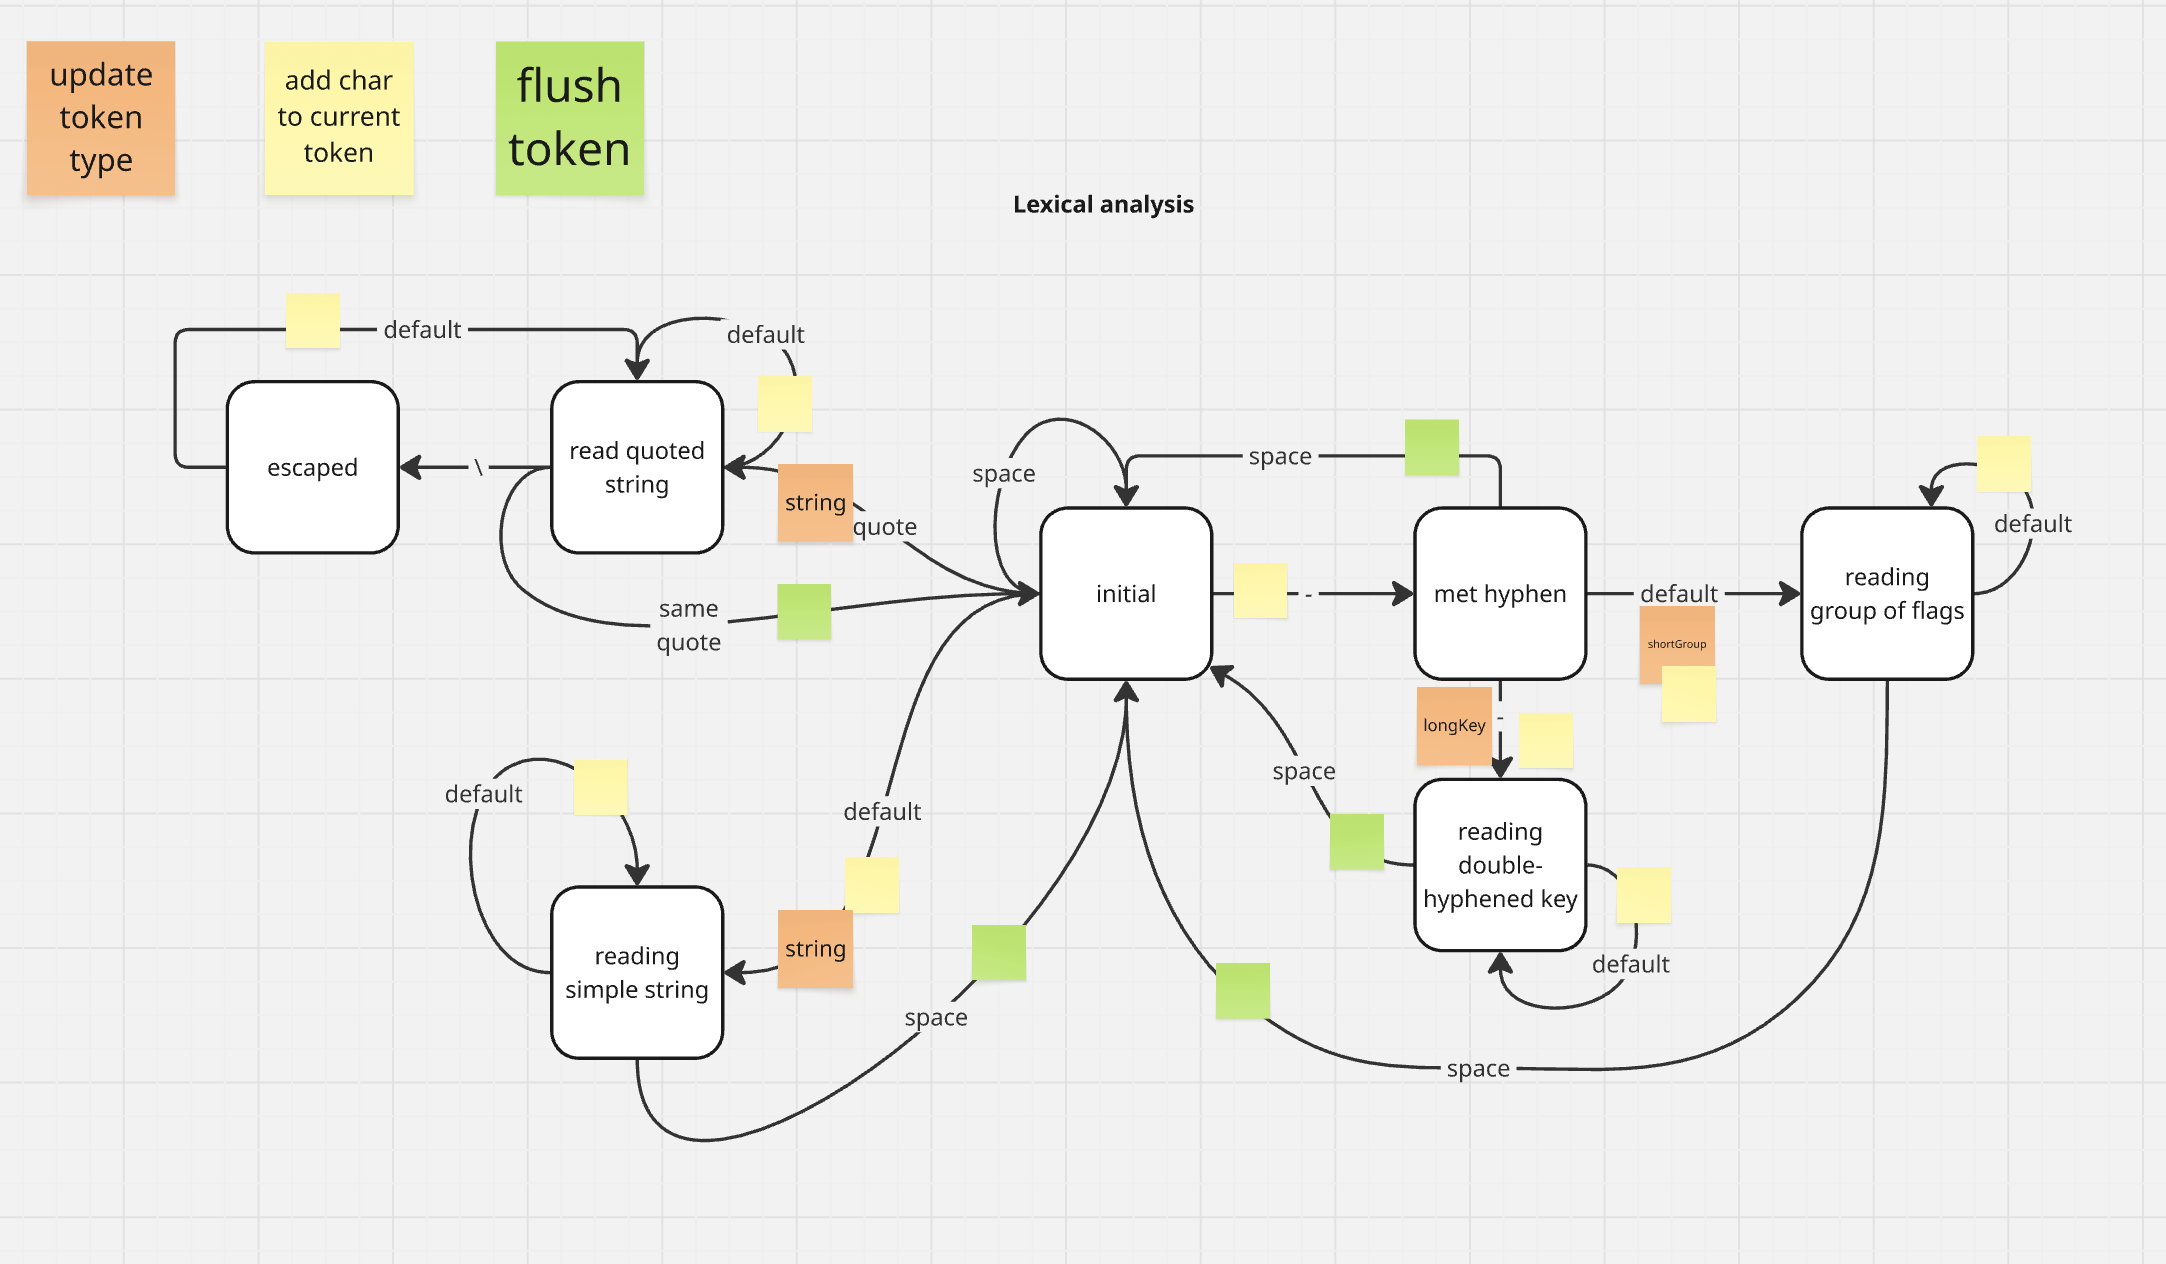 update
token
type
add char
to current
token
flush
token
Lexical analysis
default
default
escaped
\
read quoted
string
string
quote
same
quote
space
space
initial
-
met hyphen
default
shortGroup
reading
group of flags
default
longKey
-
space
reading
double-
hyphened key
default
default
default
string
reading
simple string
space
space